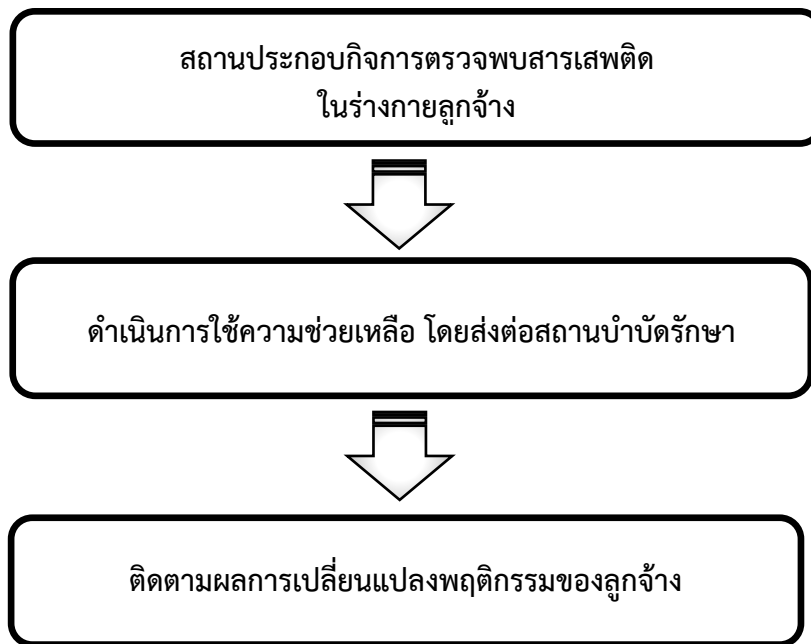 สถานประกอบกิจการตรวจพบสารเสพติด
ในร่างกายลูกจ้าง
ดำเนินการใช้ความช่วยเหลือ โดยส่งต่อสถานบำบัดรักษา
ติดตามผลการเปลี่ยนแปลงพฤติกรรมของลูกจ้าง